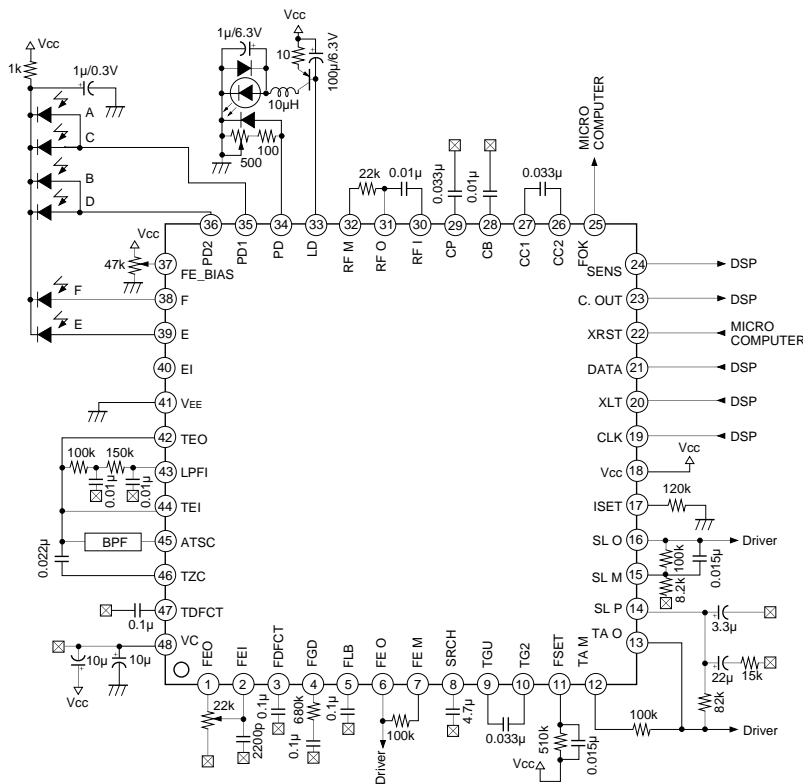 Vcc
1k
1µ/0.3V
A
C
B
D
1µ/6.3V
Vcc
10
100µ/6.3V
10µH
100
500
22k
0.01µ
0.033µ
0.01µ
0.033µ
MICRO
COMPUTER
36
35
34
33
32
31
30
29
28
27
26
25
PD2
PD1
PD
LD
RF M
RF O
RF I
CP
CB
CC1
CC2
FOK
Vcc
47k
37
FE_BIAS
F
38
F
E
39
E
40
EI
41
VEE
42
TEO
100k
150k
43
LPFI
0.01µ
0.01µ
44
TEI
BPF
45
ATSC
0.022µ
46
TZC
47
TDFCT
0.1µ
48
VC
10µ
10µ
Vcc
SENS
24
DSP
C. OUT
23
DSP
XRST
22
MICRO
COMPUTER
DATA
21
DSP
XLT
20
DSP
CLK
19
DSP
Vcc
18
Vcc
ISET
17
120k
SL O
16
Driver
100k
0.015µ
SL M
15
8.2k
SL P
14
3.3µ
TA O
13
22µ
15k
82k
100k
Driver
FEO
FEI
FDFCT
FGD
FLB
FE O
FE M
SRCH
TGU
TG2
FSET
TA M
1
2
3
4
5
6
7
8
9
10
11
12
22k
2200p
0.1µ
680k
0.1µ
0.1µ
Driver
100k
4.7µ
0.033µ
510k
0.015µ
Vcc